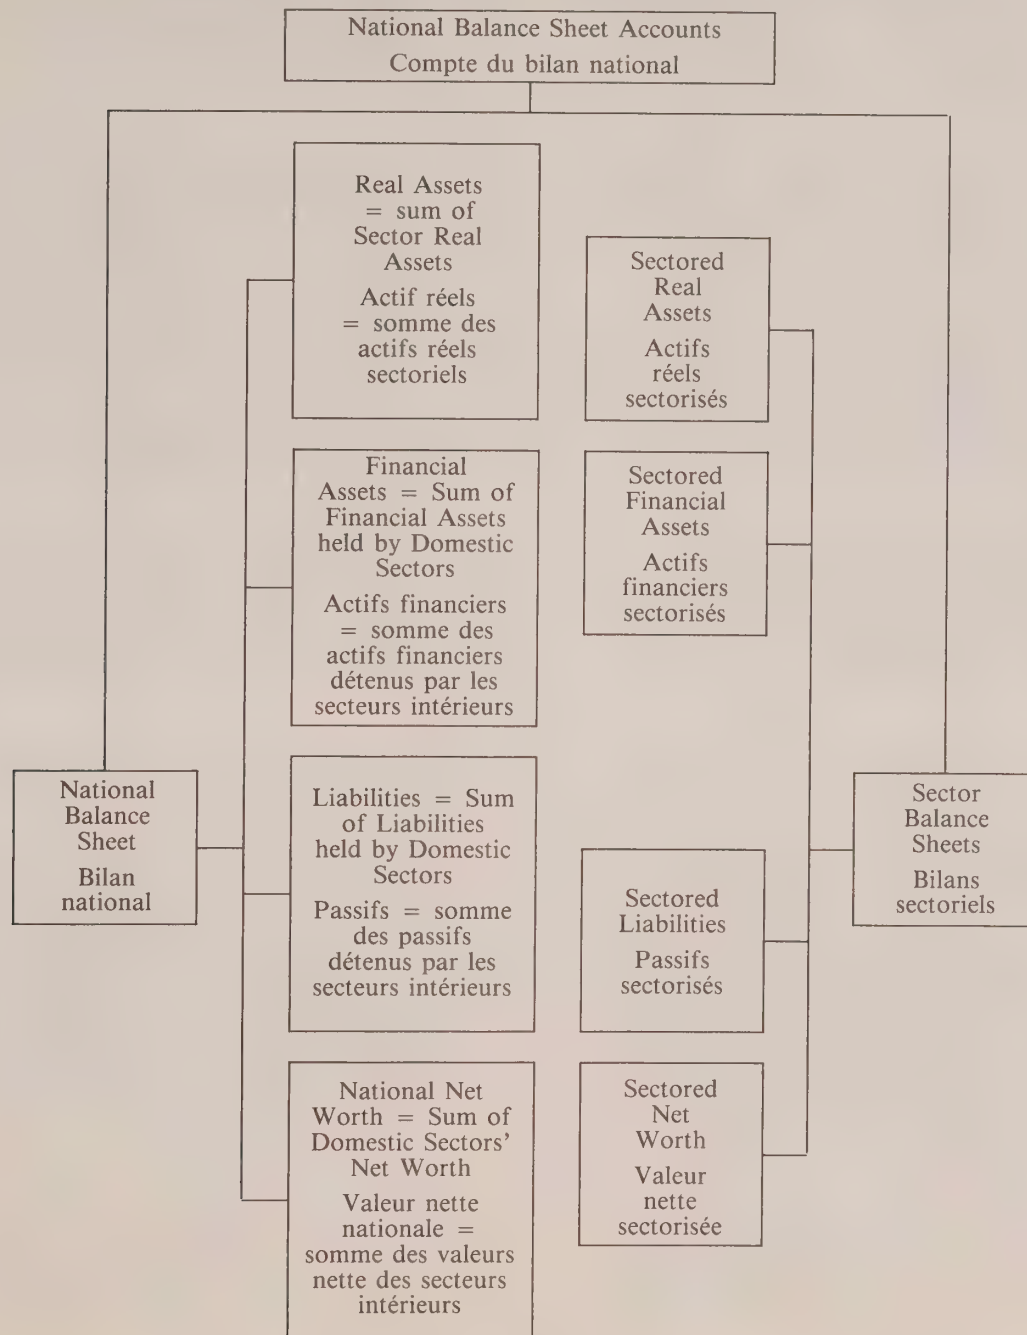 National Balance Sheet Accounts
Compte du bilan national
Real Assets
= sum of
Sector Real
Assets
Actif réels
= somme des
actifs réels
sectoriels
Sectored
Real
Assets
Actifs
réels
sectorisés
Financial
Assets = Sum of
Financial Assets
held by Domestic
Sectors
Actifs financiers
= somme des
actifs financiers
détenus par les
secteurs intérieurs
Sectored
Financial
Assets
Actifs
financiers
sectorisés
National
Balance
Sheet
Bilan
national
Liabilities = Sum
of Liabilities
held by Domestic
Sectors
Passifs = somme
des passifs
détenus par les
secteurs intérieurs
Sectored
Liabilities
Passifs
sectorisés
Sector
Balance
Sheets
Bilans
sectoriels
National Net
Worth = Sum of
Domestic Sectors'
Net Worth
Valeur nette
nationale =
somme des valeurs
nette des secteurs
intérieurs
Sectored
Net
Worth
Valeur
nette
sectorisée